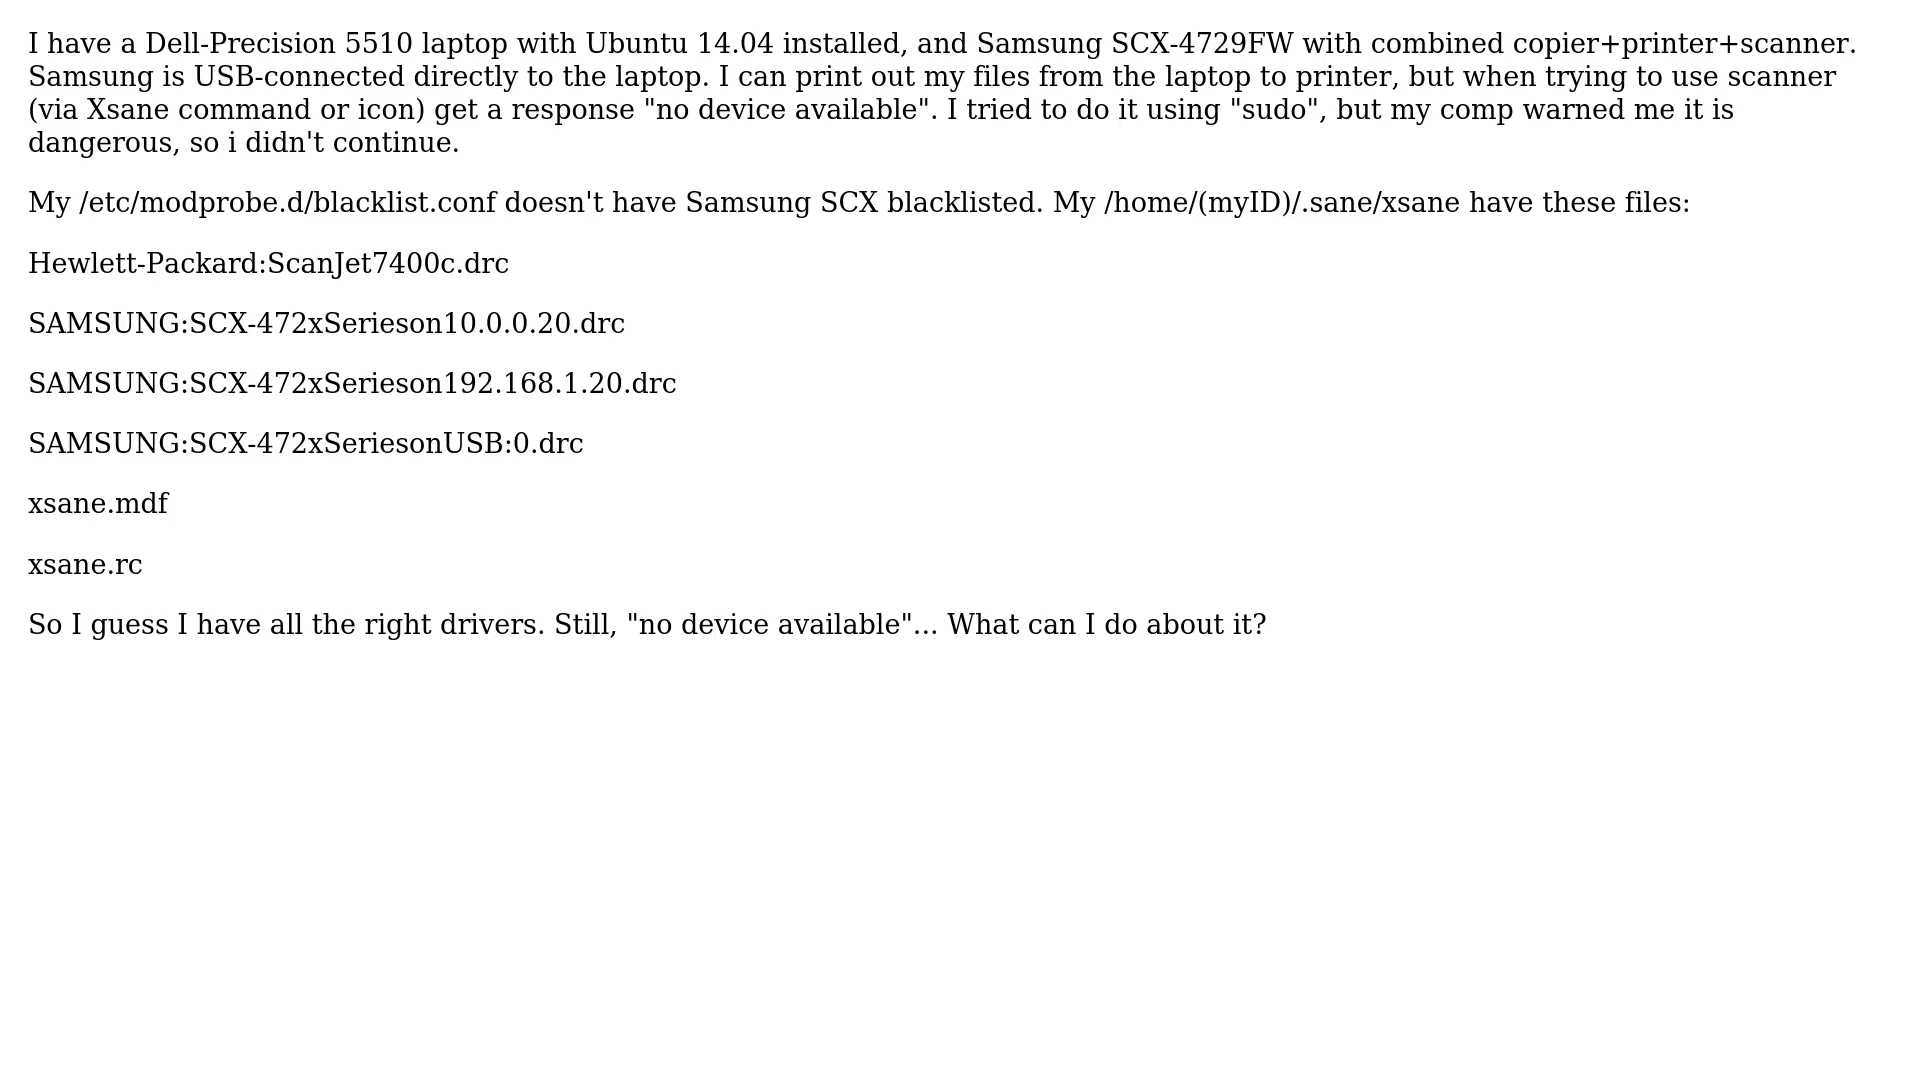 I have a Dell-Precision 5510 laptop with Ubuntu 14.04 installed, and Samsung SCX-4729FW with combined copier+printer+scanner.
Samsung is USB-connected directly to the laptop. I can print out my files from the laptop to printer, but when trying to use scanner
(via Xsane command or icon) get a response "no device available". I tried to do it using "sudo", but my comp warned me it is
dangerous, so i didn't continue.
My /etc/modprobe.d/blacklist.conf doesn't have Samsung SCX blacklisted. My /home/(myID)/.sane/xsane have these files:
Hewlett-Packard:ScanJet7400c.drc
SAMSUNG:SCX-472xSerieson10.0.0.20.drc
SAMSUNG:SCX-472xSerieson192.168.1.20.drc
SAMSUNG:SCX-472xSeriesonUSB:0.drc
xsane.mdf
xsane.rc
So I guess I have all the right drivers. Still, "no device available"... What can I do about it?